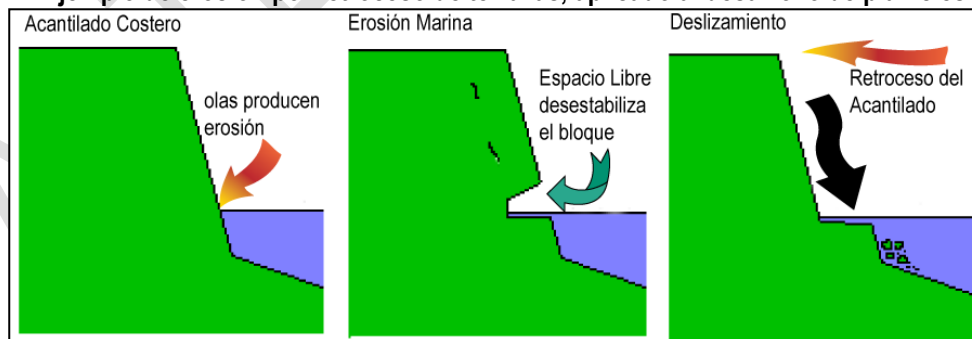 Acantilado Costero
olas producen
erosión
Erosión Marina
Espacio Libre
desestabiliza
el bloque
Deslizamiento
Retroceso del
Acantilado